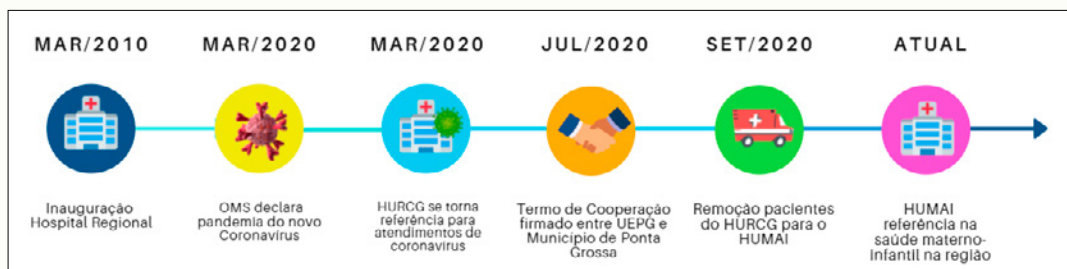 MAR/2010
MAR/2020
MAR/2020
JUL/2020
SET/2020
ATUAL
Inauguração
Hospital Regional
OMS declara
pandemia do novo
Coronavirus
HURCG se torna
referência para
atendimentos de
coronavirus
Termo de Cooperação
firmado entre UEPG e
Município de Ponta
Grossa
Remoção pacientes
do HURCG para o
HUMAI
HUMAI
referência na
saúde materno-
infantil na região